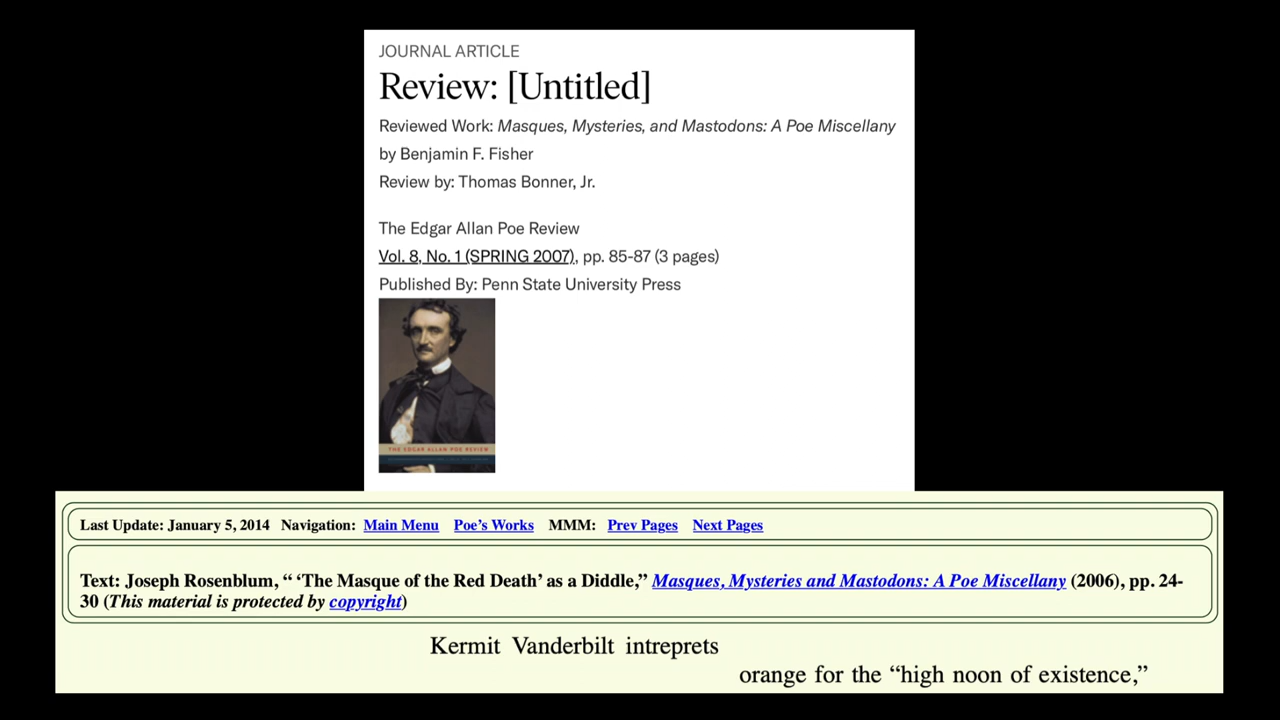 JOURNAL ARTICLE
Review: [Untitled]
Reviewed Work: Masques, Mysteries, and Mastodons: A Poe Miscellany
by Benjamin F. Fisher
Review by: Thomas Bonner, Jr.
The Edgar Allan Poe Review
Vol. 8, No. 1 (SPRING 2007), pp. 85-87 (3 pages)
Published By: Penn State University Press
THE EDGAR ALLAN POE REVIEW
Last Update: January 5, 2014 Navigation: Main Menu Poe’s Works MMM: Prev Pages Next Pages
Text: Joseph Rosenblum, “ ‘The Masque of the Red Death’ as a Diddle,” Masques, Mysteries and Mastodons: A Poe Miscellany (2006), pp. 24-
30 (This material is protected by copyright)
Kermit Vanderbilt intreprets
orange for the “high noon of existence,”